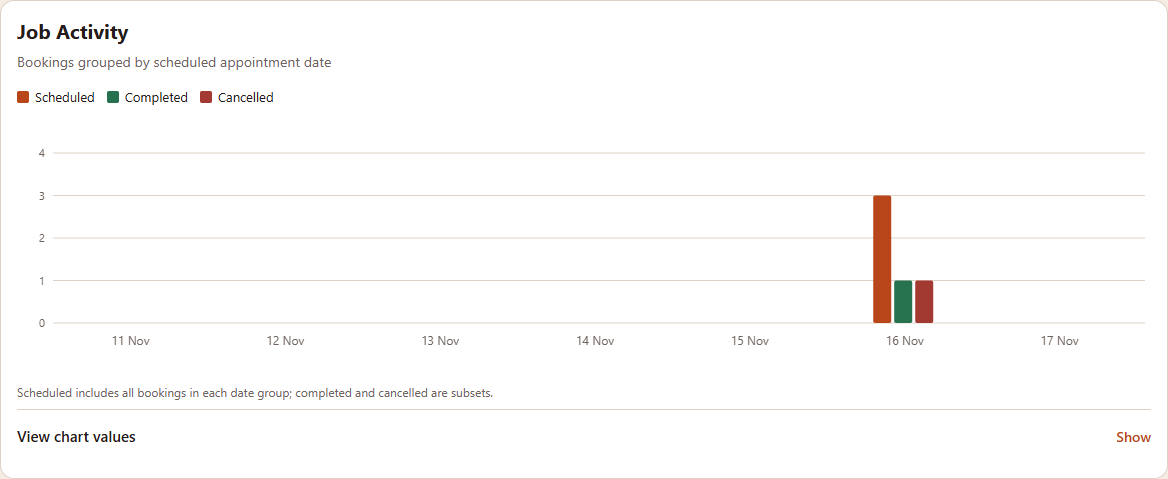 Job Activity
Bookings grouped by scheduled appointment date
Scheduled Completed Cancelled
4
3
2
1
0
11 Nov 12 Nov 13 Nov 14 Nov 15 Nov 16 Nov 17 Nov
Scheduled includes all bookings in each date group; completed and cancelled are subsets.
View chart values Show